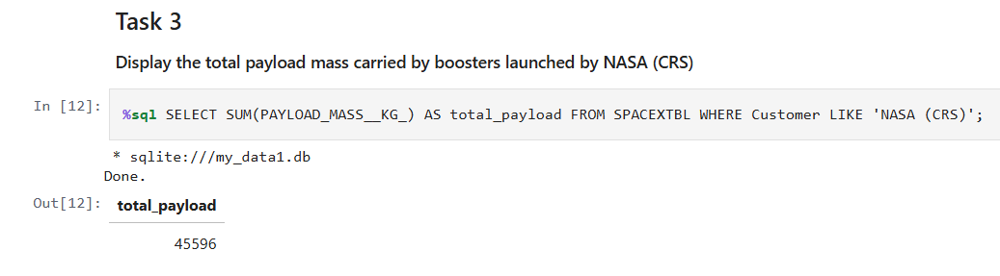 Task 3
Display the total payload mass carried by boosters launched by NASA (CRS)
In [12]: %sql SELECT SUM(PAYLOAD_MASS__KG_) AS total_payload FROM SPACEXTBL WHERE Customer LIKE 'NASA (CRS)';
* sqlite:///my_data1.db
Done.
Out[12]: total_payload
45596